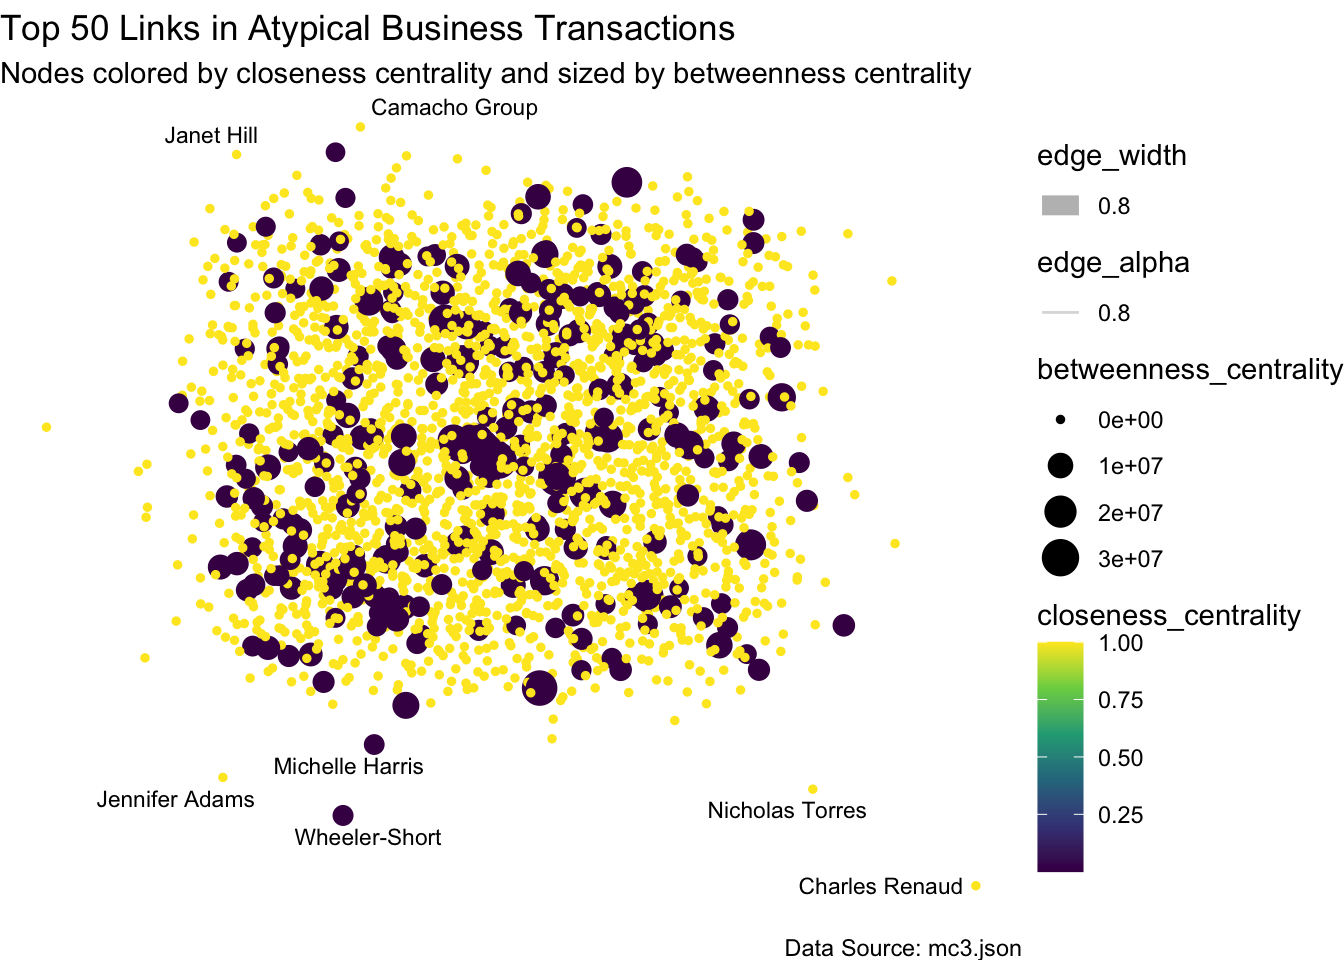 Top 50 Links in Atypical Business Transactions
Nodes colored by closeness centrality and sized by betweenness centrality
Camacho Group
Janet Hill
Michelle Harris
Jennifer Adams
Wheeler-Short
Nicholas Torres
Charles Renaud
edge_width
0.8
edge_alpha
0.8
betweenness_centrality
0e+00
1e+07
2e+07
3e+07
closeness_centrality
1.00
0.75
0.50
0.25
Data Source: mc3.json